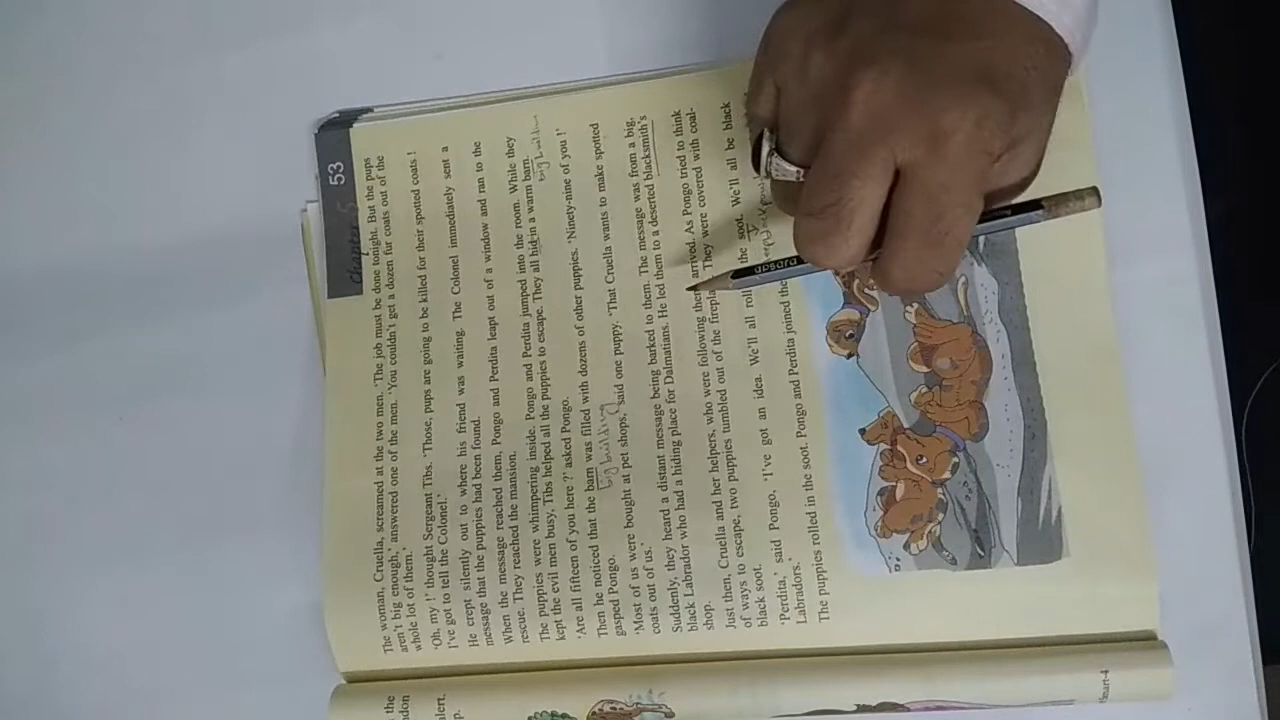 53
Chapter 5
The woman, Cruella, screamed at the two men. 'The job must be done tonight. But the pups
aren't big enough,' answered one of the men. 'You couldn't get a dozen fur coats out of the
whole lot of them.'
'Oh, my !' thought Sergeant Tibs. 'Those, pups are going to be killed for their spotted coats !
I've got to tell the Colonel.'
He crept silently out to where his friend was waiting. The Colonel immediately sent a
message that the puppies had been found.
When the message reached them, Pongo and Perdita leapt out of a window and ran to the
rescue. They reached the mansion.
The puppies were whimpering inside. Pongo and Perdita jumped into the room. While they
kept the evil men busy, Tibs helped all the puppies to escape. They all hid in a warm barn.
big building
'Are all fifteen of you here ?' asked Pongo.
Then he noticed that the barn was filled with dozens of other puppies. 'Ninety-nine of you !'
gasped Pongo.
big building
'Most of us were bought at pet shops,' said one puppy. 'That Cruella wants to make spotted
coats out of us.'
Suddenly, they heard a distant message being barked to them. The message was from a big,
black Labrador who had a hiding place for Dalmatians. He led them to a deserted blacksmith's
shop.
Just then, Cruella and her helpers, who were following them arrived. As Pongo tried to think
of ways to escape, two puppies tumbled out of the They were covered with coal-
black soot.
'Perdita,' said Pongo, 'I've got an idea. We'll all roll the soot. We'll all be black
Labradors.'
The puppies rolled in the soot. Pongo and Perdita joined
apsara
the
alert.
p.
Smart-4